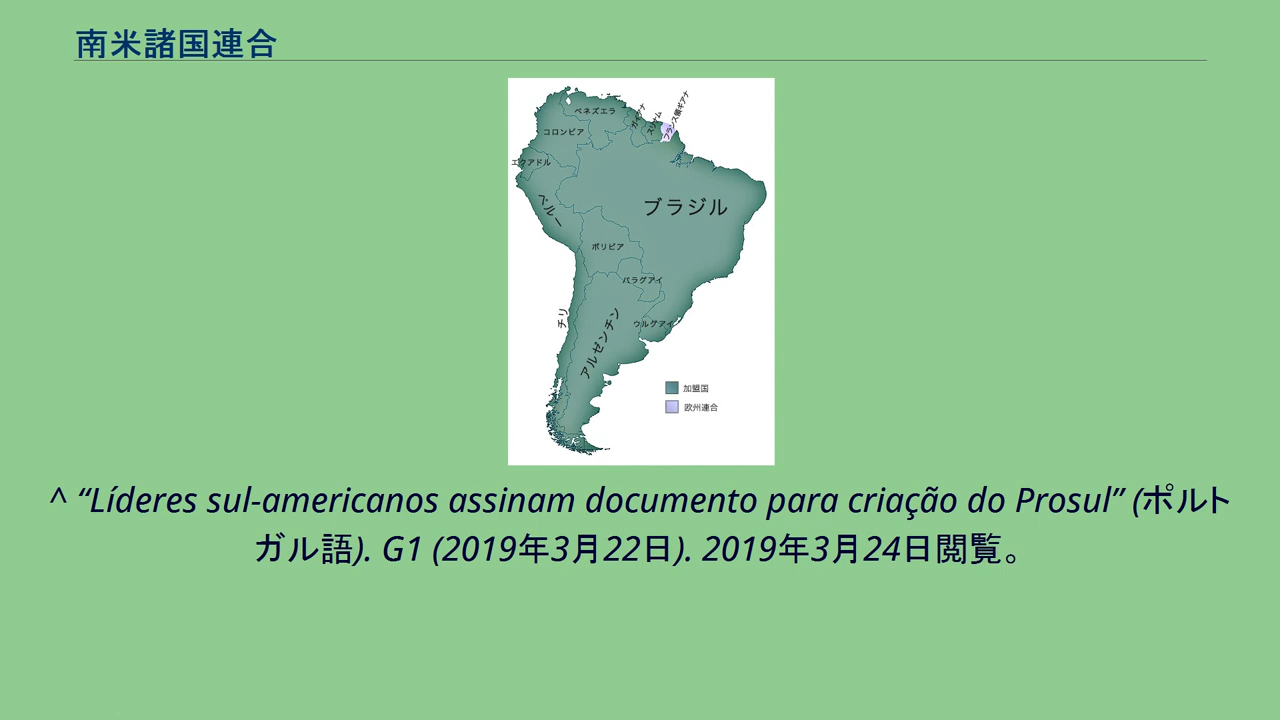 南米諸国連合
ベネズエラ
ガイアナ
スリナム
フランス領ギアナ
コロンビア
エクアドル
ペルー
ブラジル
ボリビア
パラグアイ
チリ
アルゼンチン
ウルグアイ
加盟国
欧州連合
^ “Líderes sul-americanos assinam documento para criação do Prosul” (ポルト
ガル語). G1 (2019年3月22日). 2019年3月24日閲覧。